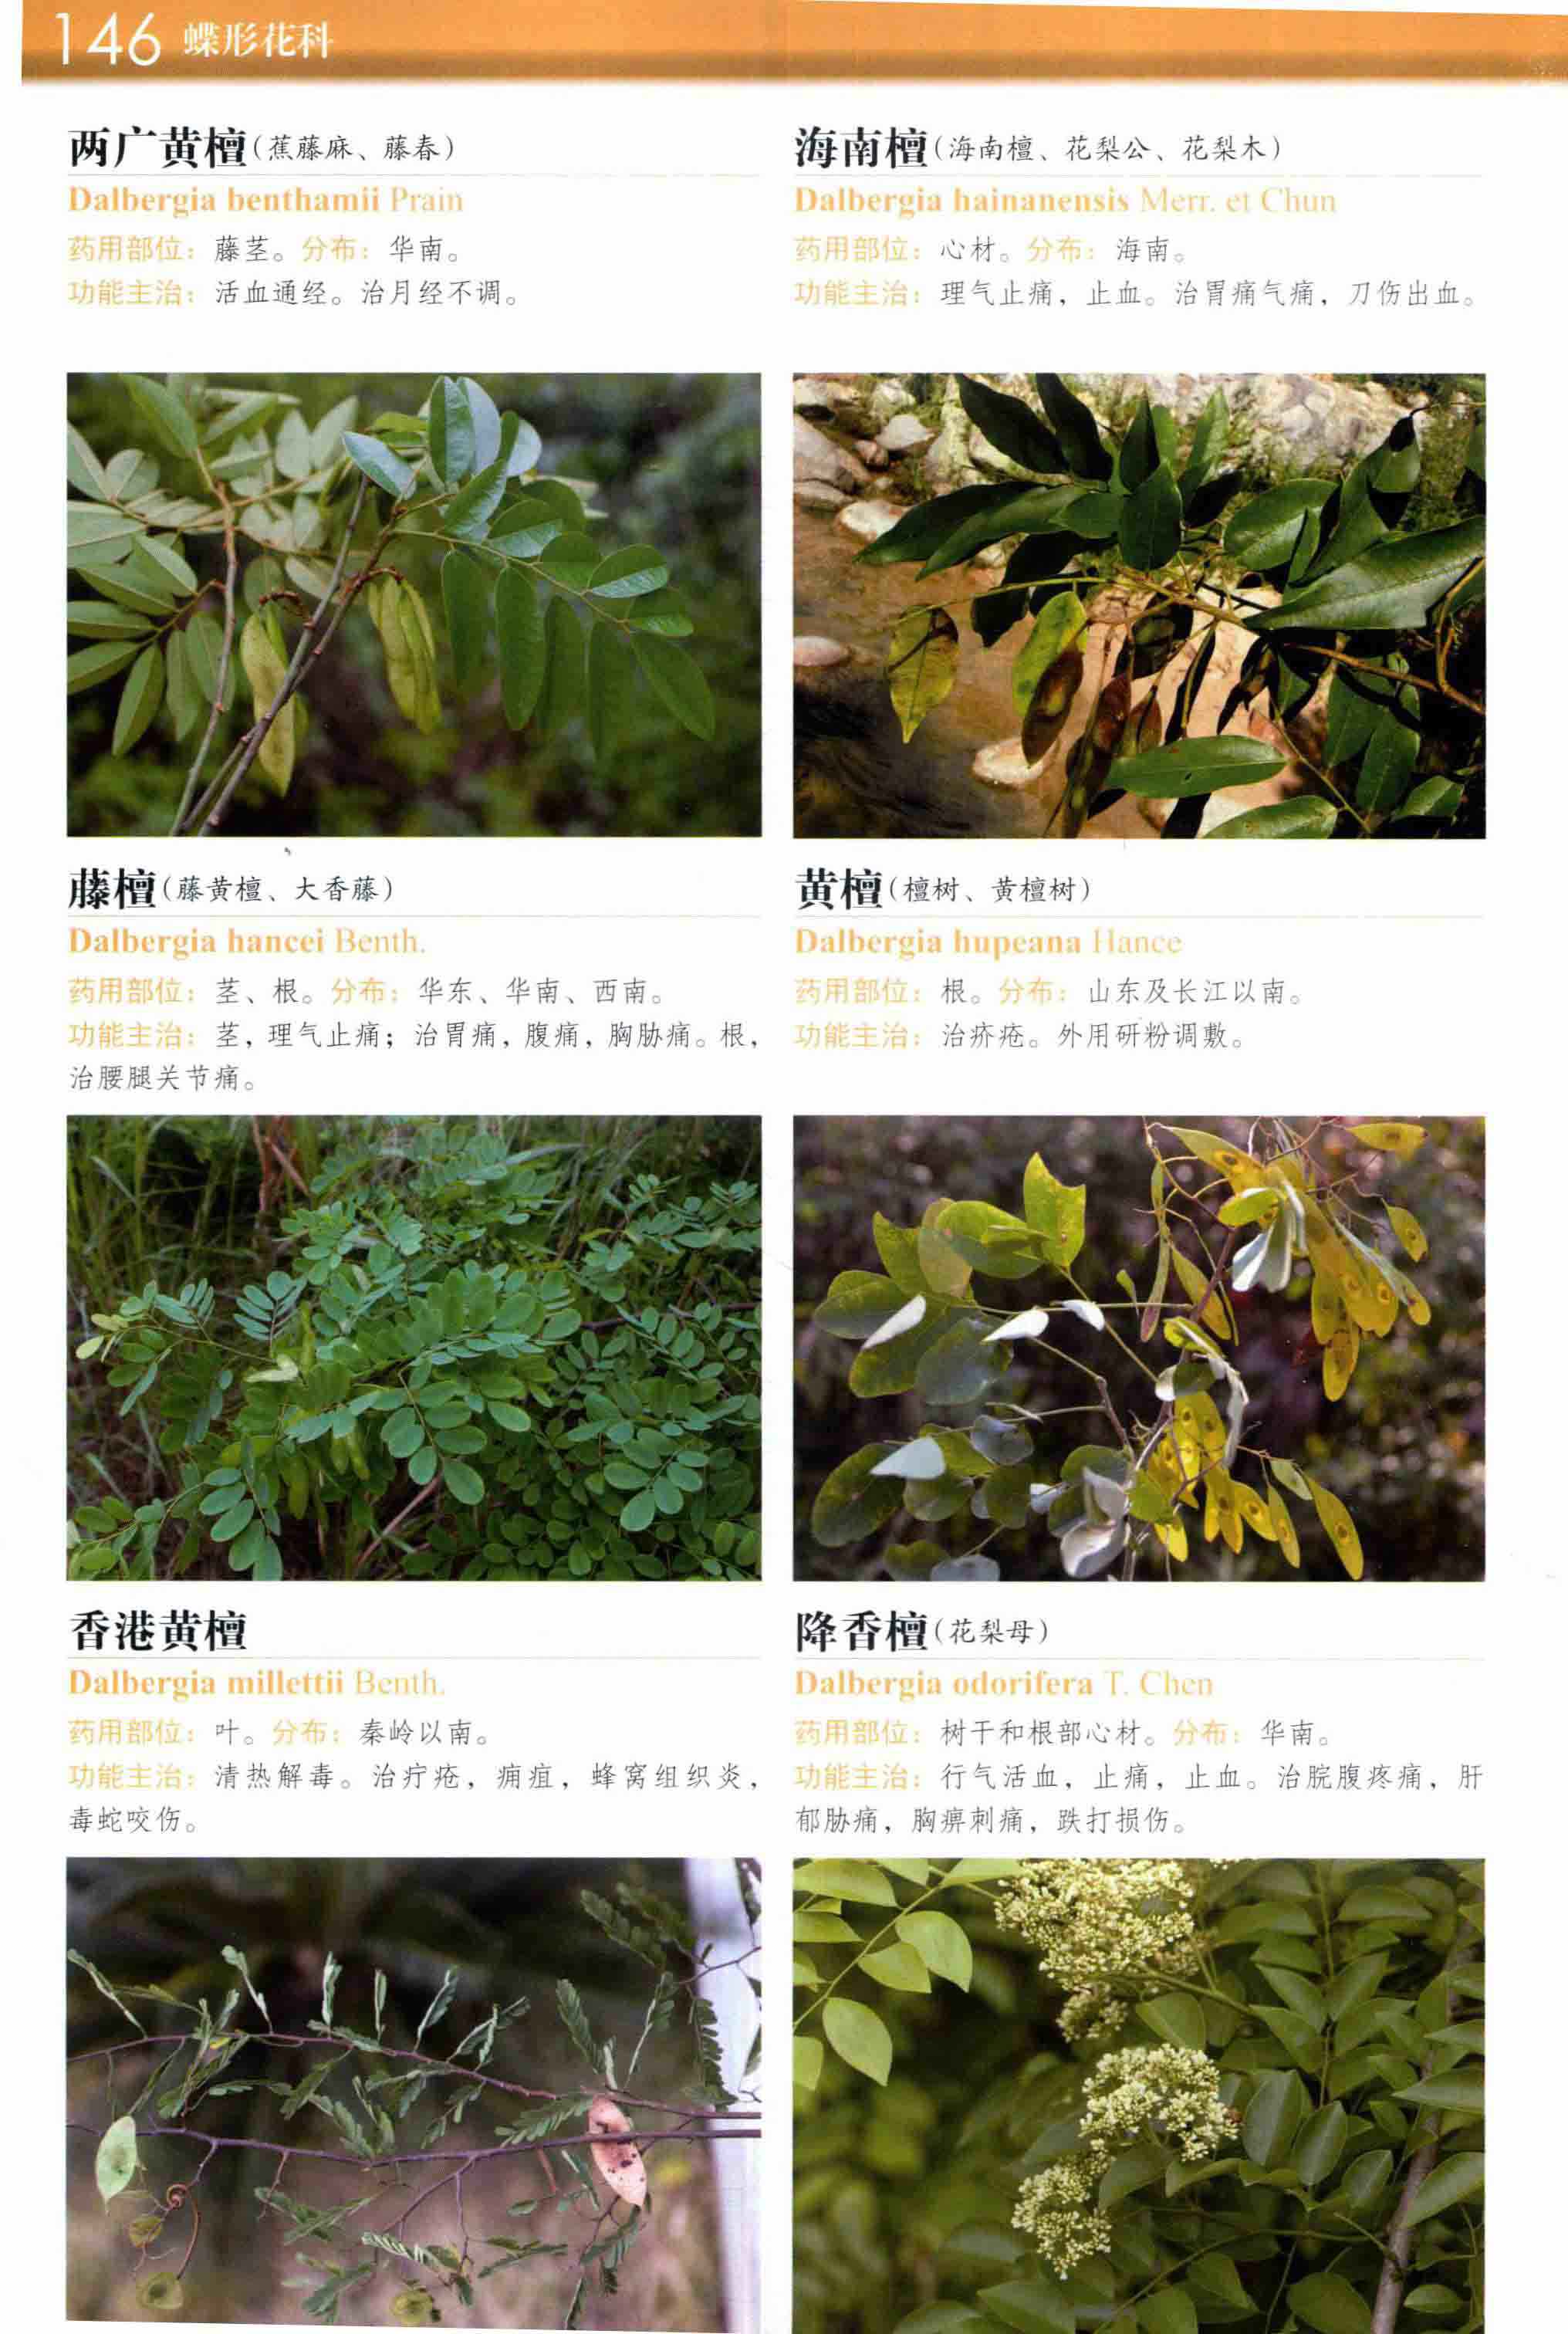 146 蝶形花科
两广黄檀(蕉藤麻、藤春)
Dalbergia benthamii Prain
药用部位：藤茎。分布：华南。
功能主治：活血通经。治月经不调。
海南檀(海南檀、花梨公、花梨木)
Dalbergia hainanensis Merr. et Chun
药用部位：心材。分布：海南。
功能主治：理气止痛，止血。治胃痛气痛，刀伤出血。
藤檀(藤黄檀、大香藤)
Dalbergia hancei Benth.
药用部位：茎、根。分布：华东、华南、西南。
功能主治：茎，理气止痛；治胃痛，腹痛，胸胁痛。根，
治腰腿关节痛。
黄檀(檀树、黄檀树)
Dalbergia hupeana Hance
药用部位：根。分布：山东及长江以南。
功能主治：治疥疮。外用研粉调敷。
香港黄檀
Dalbergia millettii Benth.
药用部位：叶。分布：秦岭以南。
功能主治：清热解毒。治疔疮，痈疽，蜂窝组织炎，
毒蛇咬伤。
降香檀(花梨母)
Dalbergia odorifera T. Chen
药用部位：树干和根部心材。分布：华南。
功能主治：行气活血，止痛，止血。治脘腹疼痛，肝
郁胁痛，胸痹刺痛，跌打损伤。